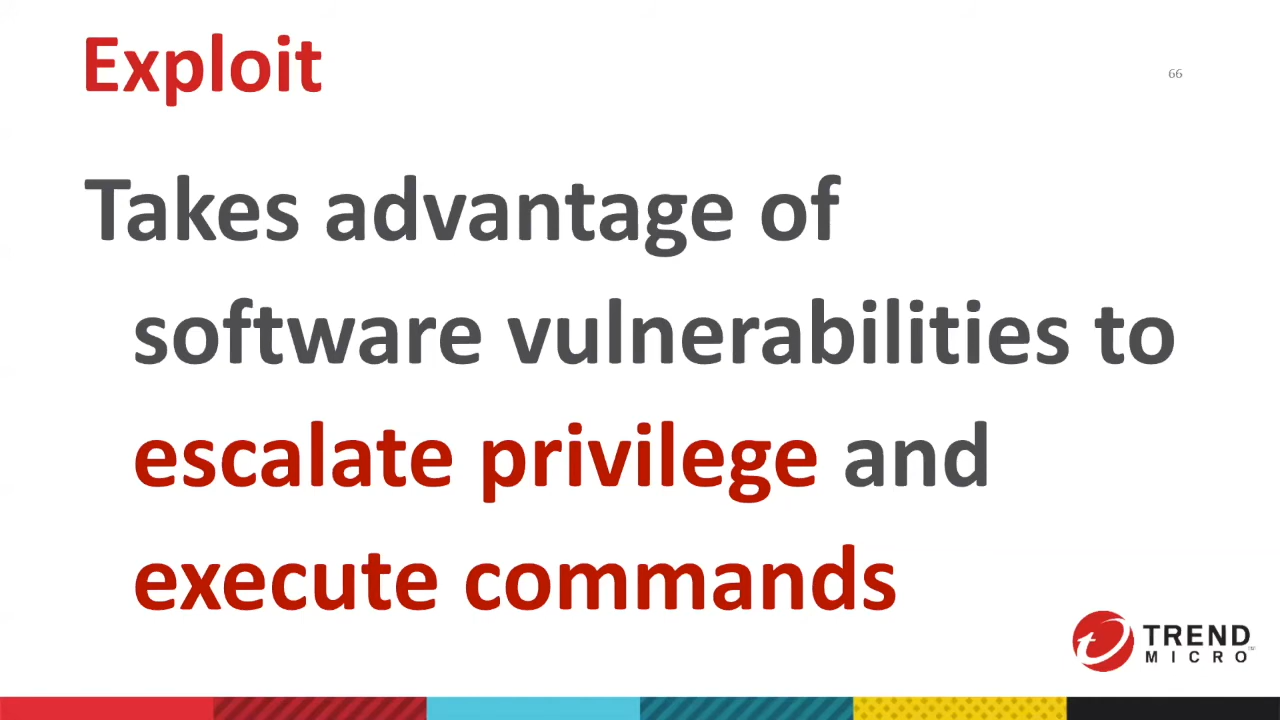 Exploit
66
Takes advantage of
software vulnerabilities to
escalate privilege and
execute commands
TREND
MICRO